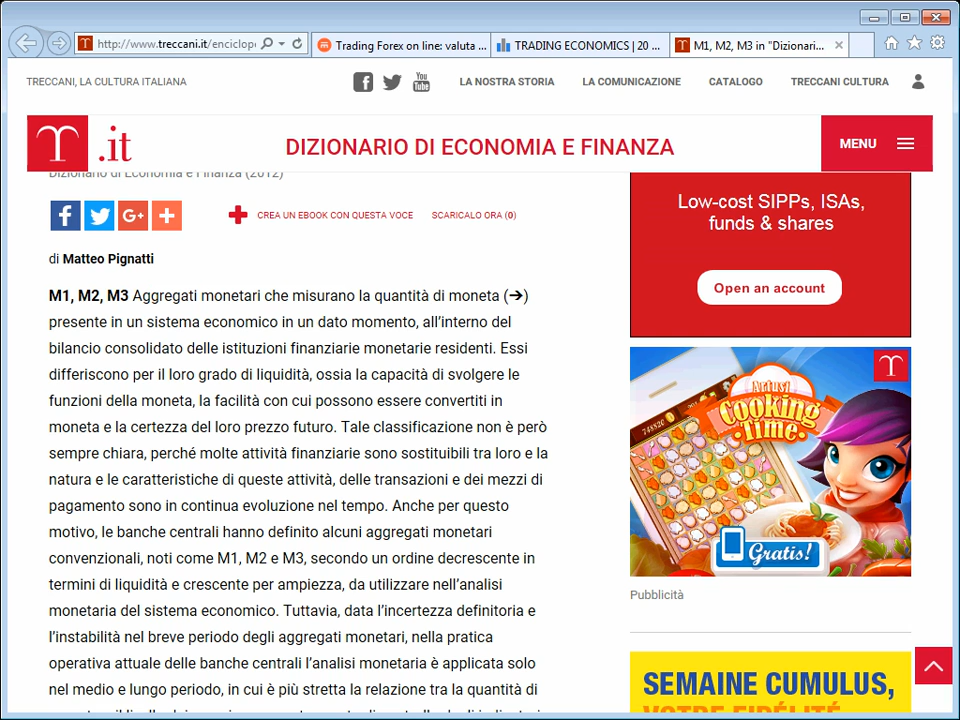 http://www.treccani.it/enciclope
Trading Forex on line: valuta ...
TRADING ECONOMICS | 20 ...
M1, M2, M3 in "Dizionari...
TRECCANI, LA CULTURA ITALIANA
You
Tube
LA NOSTRA STORIA
LA COMUNICAZIONE
CATALOGO
TRECCANI CULTURA
T.it
DIZIONARIO DI ECONOMIA E FINANZA
MENU
Dizionario di Economia e Finanza (2012)
CREA UN EBOOK CON QUESTA VOCE
SCARICALO ORA (0)
di Matteo Pignatti
M1, M2, M3 Aggregati monetari che misurano la quantità di moneta (➔)
presente in un sistema economico in un dato momento, all’interno del
bilancio consolidato delle istituzioni finanziarie monetarie residenti. Essi
differiscono per il loro grado di liquidità, ossia la capacità di svolgere le
funzioni della moneta, la facilità con cui possono essere convertiti in
moneta e la certezza del loro prezzo futuro. Tale classificazione non è però
sempre chiara, perché molte attività finanziarie sono sostituibili tra loro e la
natura e le caratteristiche di queste attività, delle transazioni e dei mezzi di
pagamento sono in continua evoluzione nel tempo. Anche per questo
motivo, le banche centrali hanno definito alcuni aggregati monetari
convenzionali, noti come M1, M2 e M3, secondo un ordine decrescente in
termini di liquidità e crescente per ampiezza, da utilizzare nell’analisi
monetaria del sistema economico. Tuttavia, data l’incertezza definitoria e
l’instabilità nel breve periodo degli aggregati monetari, nella pratica
operativa attuale delle banche centrali l’analisi monetaria è applicata solo
nel medio e lungo periodo, in cui è più stretta la relazione tra la quantità di
Low-cost SIPPs, ISAs,
funds & shares
Open an account
748820
Artust
Cooking
Time
Gratis!
Pubblicità
SEMAINE CUMULUS,
VOTRE FIDÉLITÉ